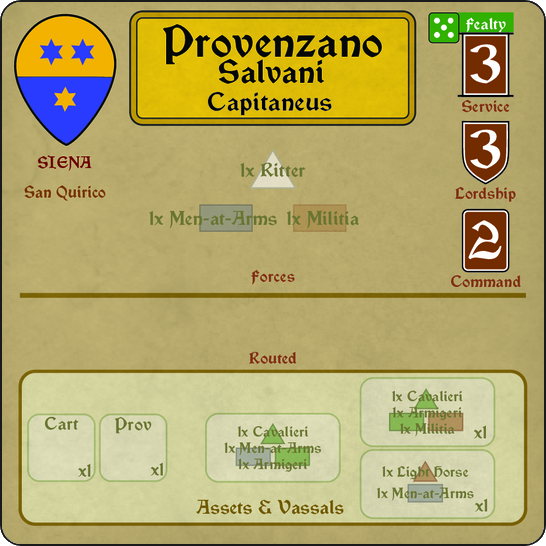 Provenzano
Salvani
Capitaneus
SIENA
San Quirico
Fealty
3
Service
3
Lordship
2
Command
1x Ritter
1x Men-at-Arms 1x Militia
Forces
Routed
Cart
x1
Prov
x1
1x Cavalieri
1x Men-at-Arms
1x Armigeri
1x Cavalieri
1x Armigeri
1x Militia
x1
1x Light Horse
1x Men-at-Arms
x1
Assets & Vassals